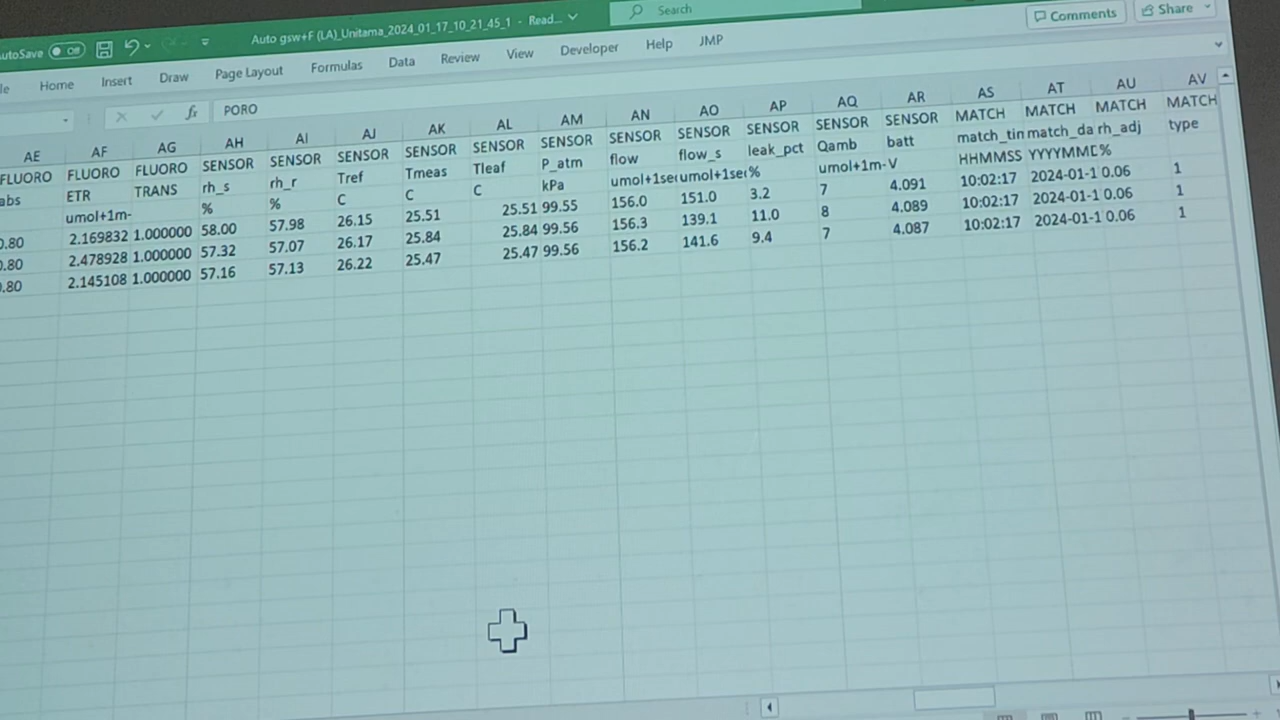 AutoSave Off Auto gsw+F (LA)_Unitama_2024_01_17_10_21_45_1 - Read... Search
Home Insert Draw Page Layout Formulas Data Review View Developer Help JMP Comments Share
fx PORO
AE AF AG AH AI AJ AK AL AM AN AO AP AQ AR AS AT AU AV
FLUORO FLUORO FLUORO SENSOR SENSOR SENSOR SENSOR SENSOR SENSOR SENSOR SENSOR SENSOR SENSOR SENSOR MATCH MATCH MATCH MATCH
abs ETR TRANS rh_s rh_r Tref Tmeas Tleaf P_atm flow flow_s leak_pct Qamb batt match_tin match_da rh_adj type
umol+1m- % % C C C kPa umol+1se umol+1se % umol+1m- V HHMMSS YYYYMMD %
0.80 2.169832 1.000000 58.00 57.98 26.15 25.51 25.51 99.55 156.0 151.0 3.2 7 4.091 10:02:17 2024-01-1 0.06 1
0.80 2.478928 1.000000 57.32 57.07 26.17 25.84 25.84 99.56 156.3 139.1 11.0 8 4.089 10:02:17 2024-01-1 0.06 1
0.80 2.145108 1.000000 57.16 57.13 26.22 25.47 25.47 99.56 156.2 141.6 9.4 7 4.087 10:02:17 2024-01-1 0.06 1